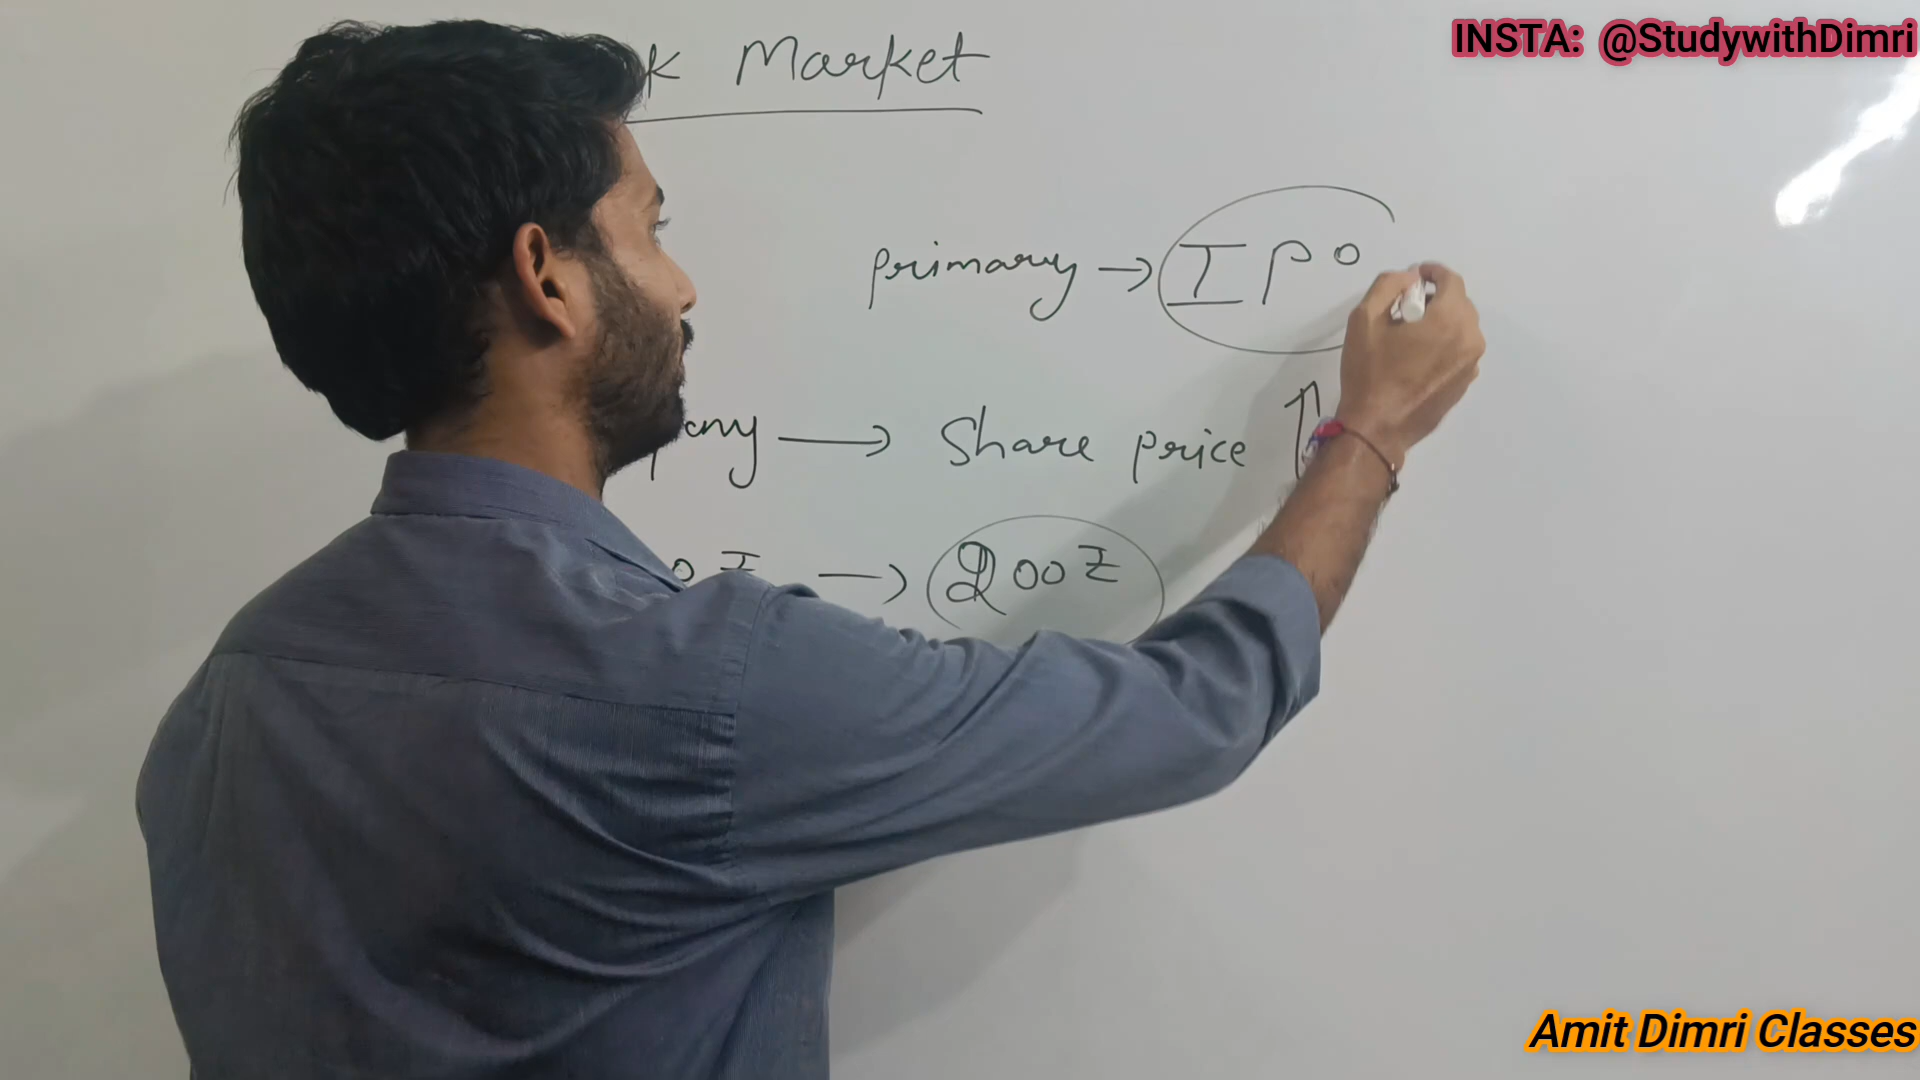 INSTA: @StudywithDimri
Market
primary → IPO
→ Share price ↑
→ 200 ₹
Amit Dimri Classes